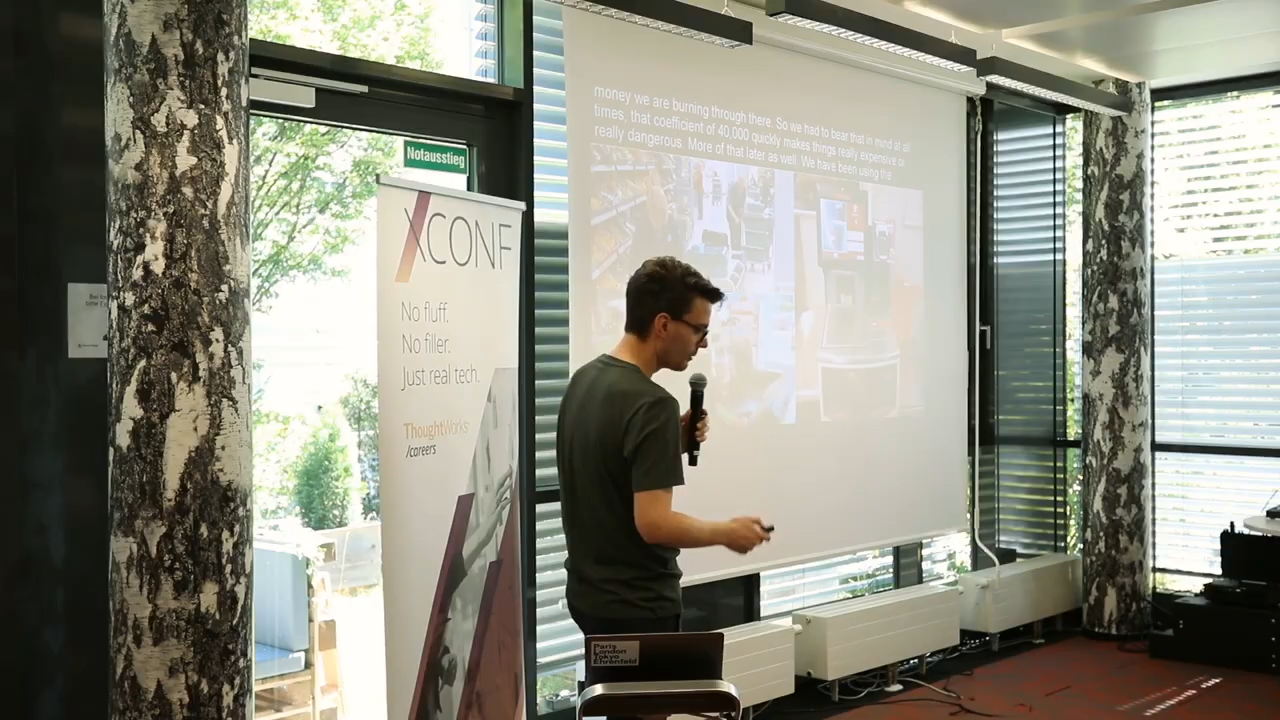 money we are burning through there. So we had to bear that in mind at all
times, that coefficient of 40,000 quickly makes things really expensive or
really dangerous. More of that later as well. We have been using the
Notausstieg
XCONF
No fluff.
No filler.
Just real tech.
ThoughtWorks
/careers
Paris
London
Tokyo
Ehrenfeld